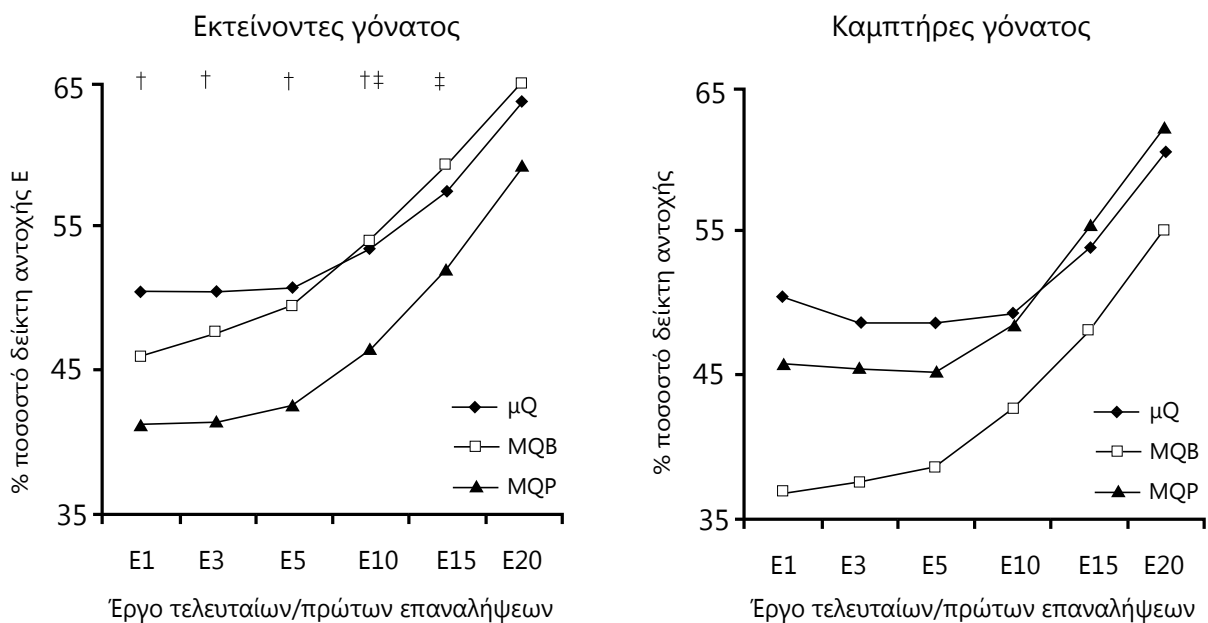 Εκτείνοντες γόνατος
65
† † † †‡ ‡
55
45
35
% ποσοστό δείκτη αντοχής Ε
μQ
MQB
MQP
E1 E3 E5 E10 E15 E20
Έργο τελευταίων/πρώτων επαναλήψεων
Καμπτήρες γόνατος
65
55
45
35
% ποσοστό δείκτη αντοχής
μQ
MQB
MQP
E1 E3 E5 E10 E15 E20
Έργο τελευταίων/πρώτων επαναλήψεων